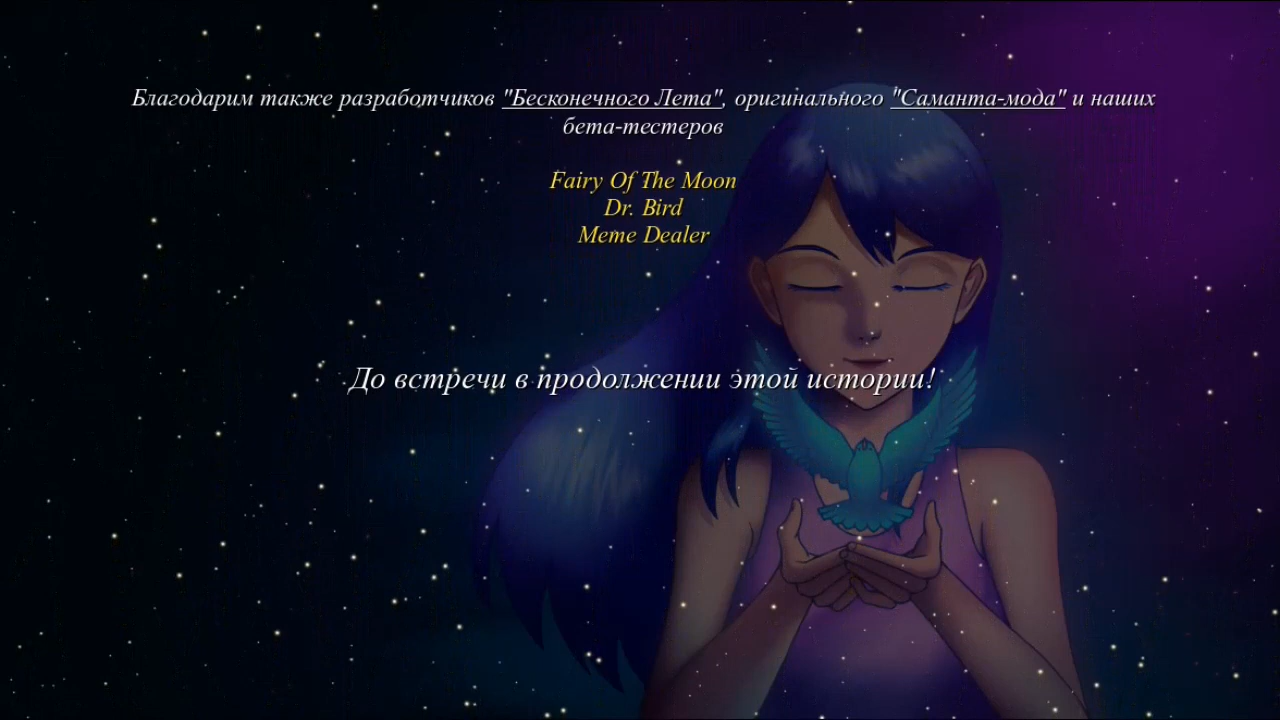 Благодарим также разработчиков "Бесконечного Лета", оригинального "Саманта-мода" и наших
бета-тестеров
Fairy Of The Moon
Dr. Bird
Meme Dealer
До встречи в продолжении этой истории!